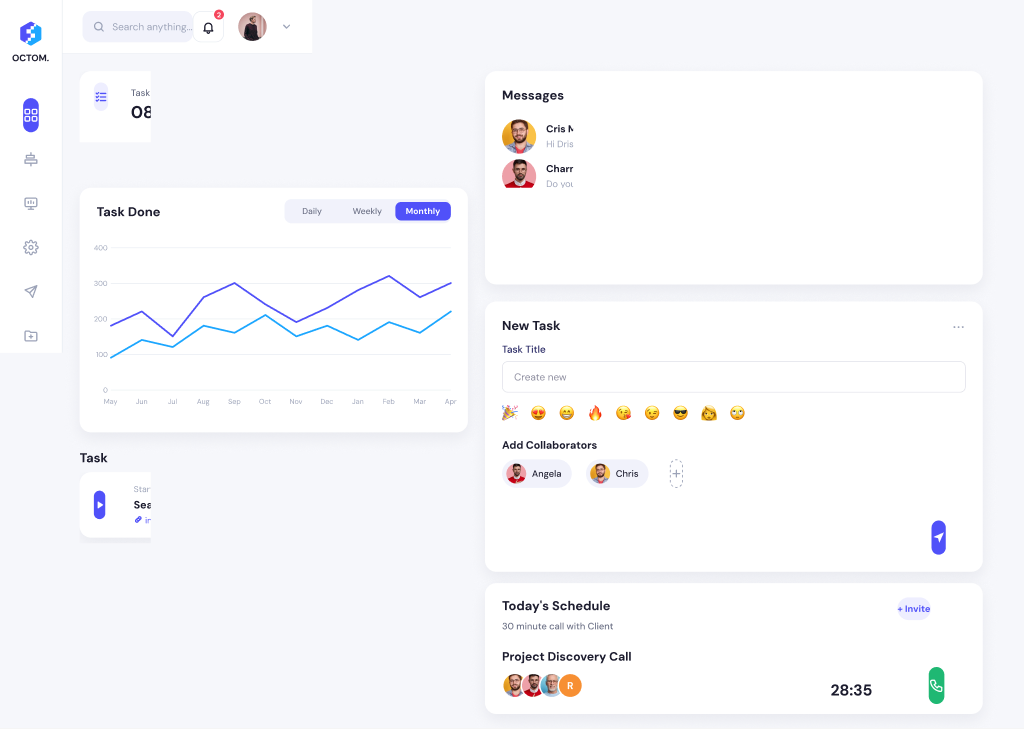 OCTOM.
Search anything...
2
Task
08
Task Done
Daily Weekly Monthly
400
300
200
100
0
May Jun Jul Aug Sep Oct Nov Dec Jan Feb Mar Apr
Task
Messages
Cris
Hi Dris
Do you
New Task
...
Task Title
Create new
Add Collaborators
Angela Chris +
Today's Schedule
+ Invite
30 minute call with Client
Project Discovery Call
R
28:35